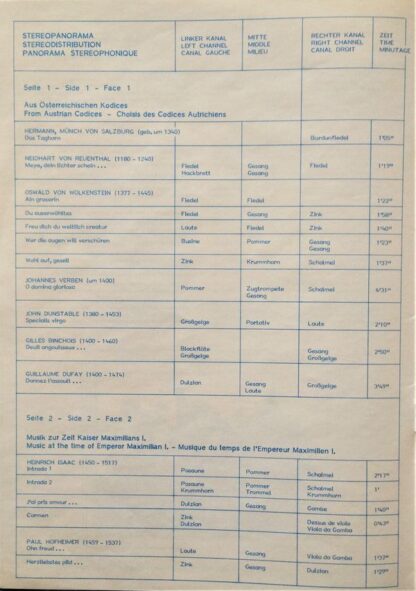 STEREOPANORAMA
STEREODISTRIBUTION
PANORAMA STEREOPHONIQUE
LINKER KANAL
LEFT CHANNEL
CANAL GAUCHE
MITTE
MIDDLE
MILIEU
RECHTER KANAL
RIGHT CHANNEL
CANAL DROIT
ZEIT
TIME
MINUTAGE
Seite 1 - Side 1 - Face 1
Aus Österreichischen Kodices
From Austrian Codices - Choisis des Codices Autrichiens
HERMANN, MÜNCH VON SALZBURG (geb. um 1340)
Das Taghorn Bordunfiedel 1'05"
NEIDHART VON REUENTHAL (1180 - 1240)
Meye, dein lichter schein ... Fiedel Gesang Fiedel 1'19"
Hackbrett Gesang
OSWALD VON WOLKENSTEIN (1377 - 1445)
Ain graserin Fiedel Fiedel 1'22"
Du ausserwähltes Fiedel Gesang Zink 1'58"
Freu dich du weltlich creatur Laute Fiedel Zink 1'40"
Wer die augen will verschüren Busine Pommer Gesang 1'23"
Gesang
Wohl auf, gesell Zink Krummhorn Schalmei 1'37"
JOHANNES VERBEN (um 1400)
O domina gloriosa Pommer Zugtrompete Schalmei 4'31"
Gesang
JOHN DUNSTABLE (1380 - 1453)
Specialis virgo Großgeige Portativ Laute 2'10"
GILLES BINCHOIS (1400 - 1460)
Deuil angouisseux ... Blockflöte Gesang 2'50"
Großgeige Großgeige
GUILLAUME DUFAY (1400 - 1474)
Donnez l'assault ... Dulzian Gesang Großgeige 3'49"
Laute
Seite 2 - Side 2 - Face 2
Musik zur Zeit Kaiser Maximilians I.
Music at the time of Emperor Maximilian I. - Musique du temps de l'Empereur Maximilien I.
HEINRICH ISAAC (1450 - 1517)
Intrada 1 Posaune Pommer Schalmei 2'17"
Intrada 2 Posaune Pommer Schalmei 1'
Krummhorn Trommel Krummhorn
J'ai pris amour ... Dulzian Gesang Gambe 1'40"
Carmen Zink Dessus de viole 0'43"
Dulzian Viola da Gamba
PAUL HOFHEIMER (1459 - 1537)
Ohn freud ... Laute Gesang Viola da Gamba 1'37"
Herzliebstes pild ... Zink Gesang Dulzian 1'29"